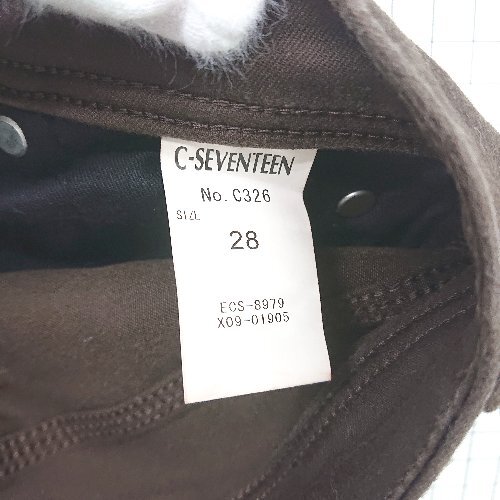 C-SEVENTEEN
No. C326
SIZE
28
ECS-8979
X09-01905